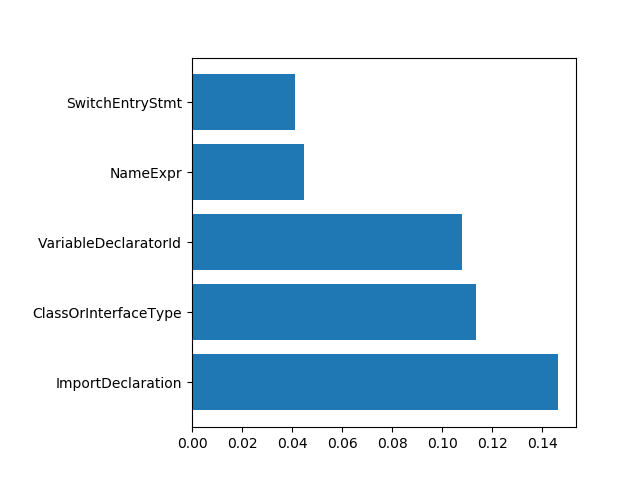 SwitchEntryStmt
NameExpr
VariableDeclaratorId
ClassOrInterfaceType
ImportDeclaration
0.00 0.02 0.04 0.06 0.08 0.10 0.12 0.14